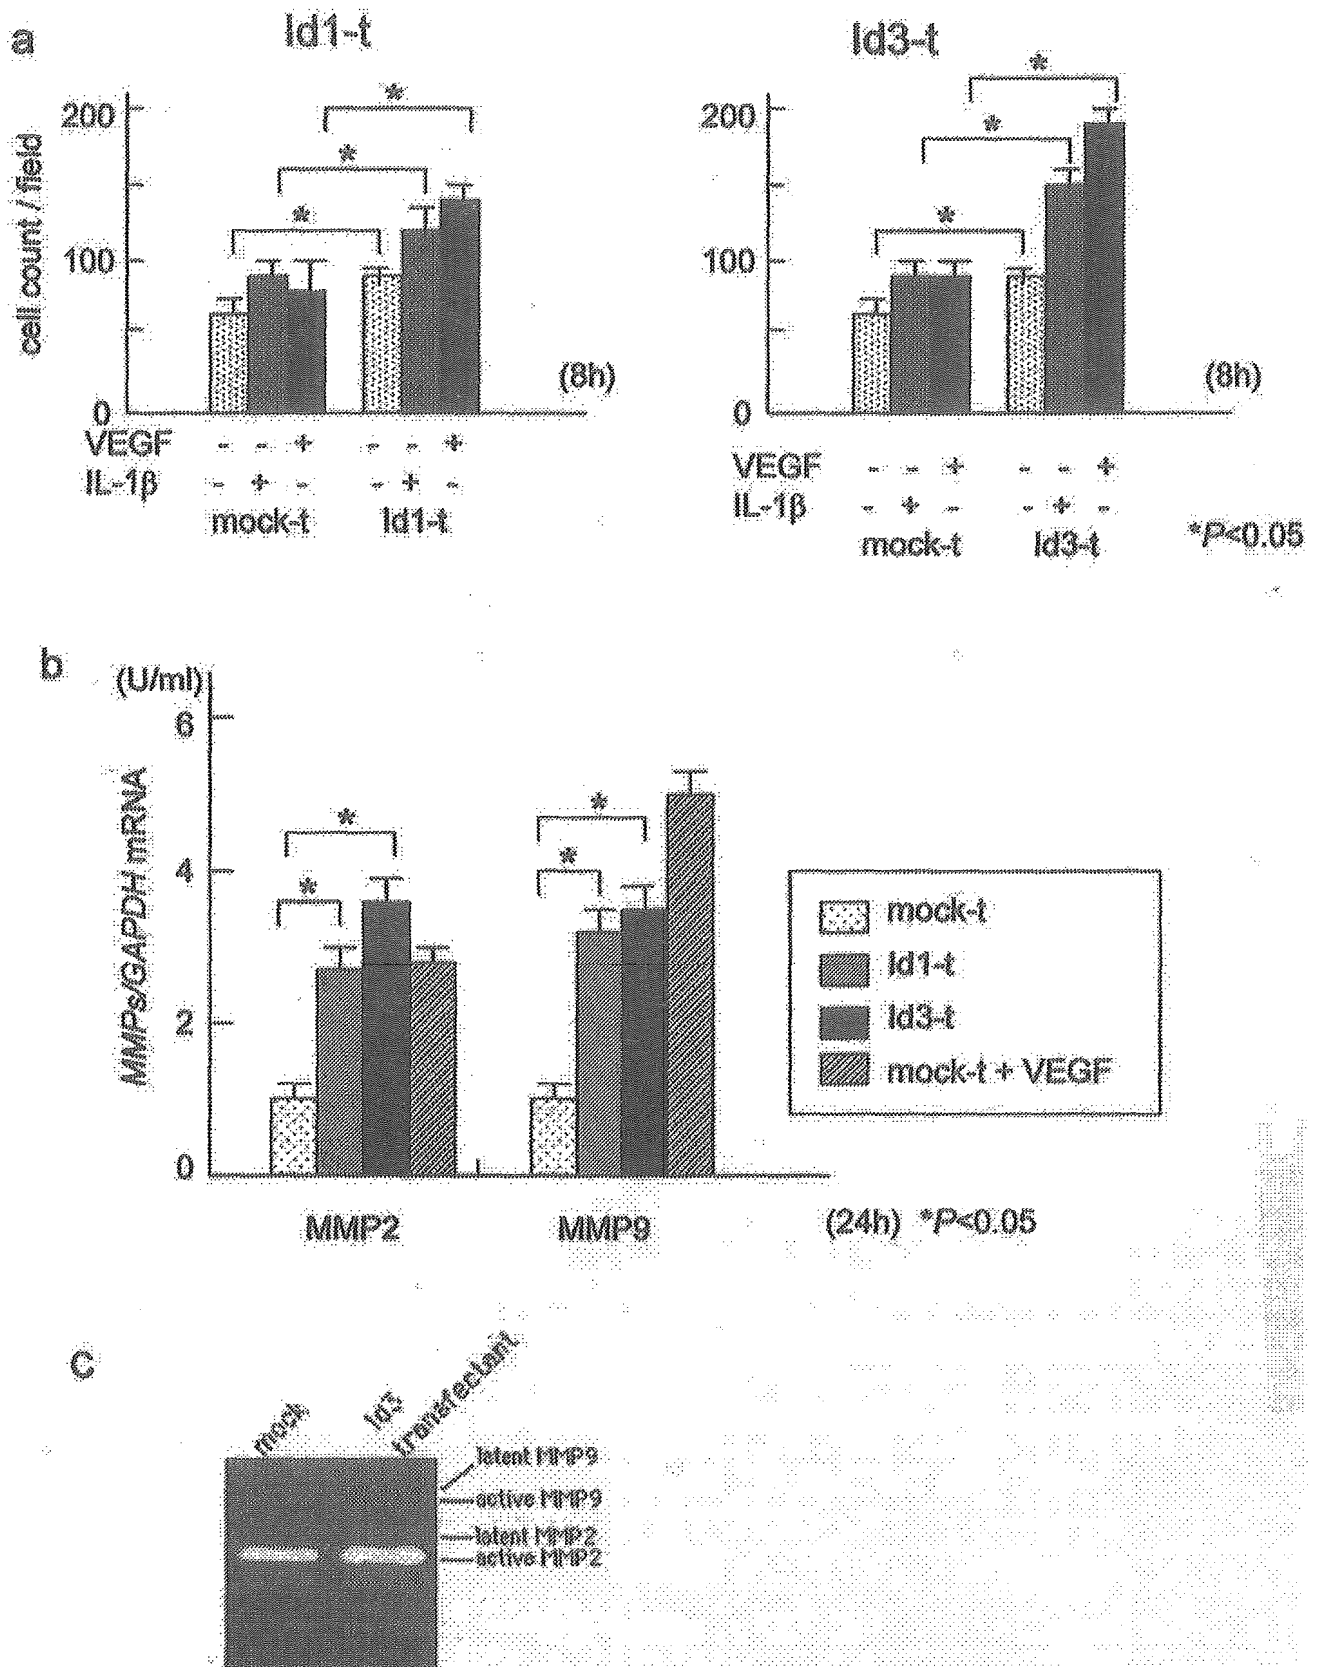 a
Id1-t
Id3-t
cell count / field
200
100
0
*
*
*
(8h)
VEGF - - + - - +
IL-1β - + - - + -
mock-t Id1-t
200
100
0
*
*
*
(8h)
VEGF - - + - - +
IL-1β - + - - + -
mock-t Id3-t
*P<0.05
b
(U/ml)
MMPs/GAPDH mRNA
6
4
2
0
*
*
*
*
mock-t
Id1-t
Id3-t
mock-t + VEGF
MMP2 MMP9 (24h) *P<0.05
c
mock
Id3
transfectant
latent MMP9
active MMP9
latent MMP2
active MMP2